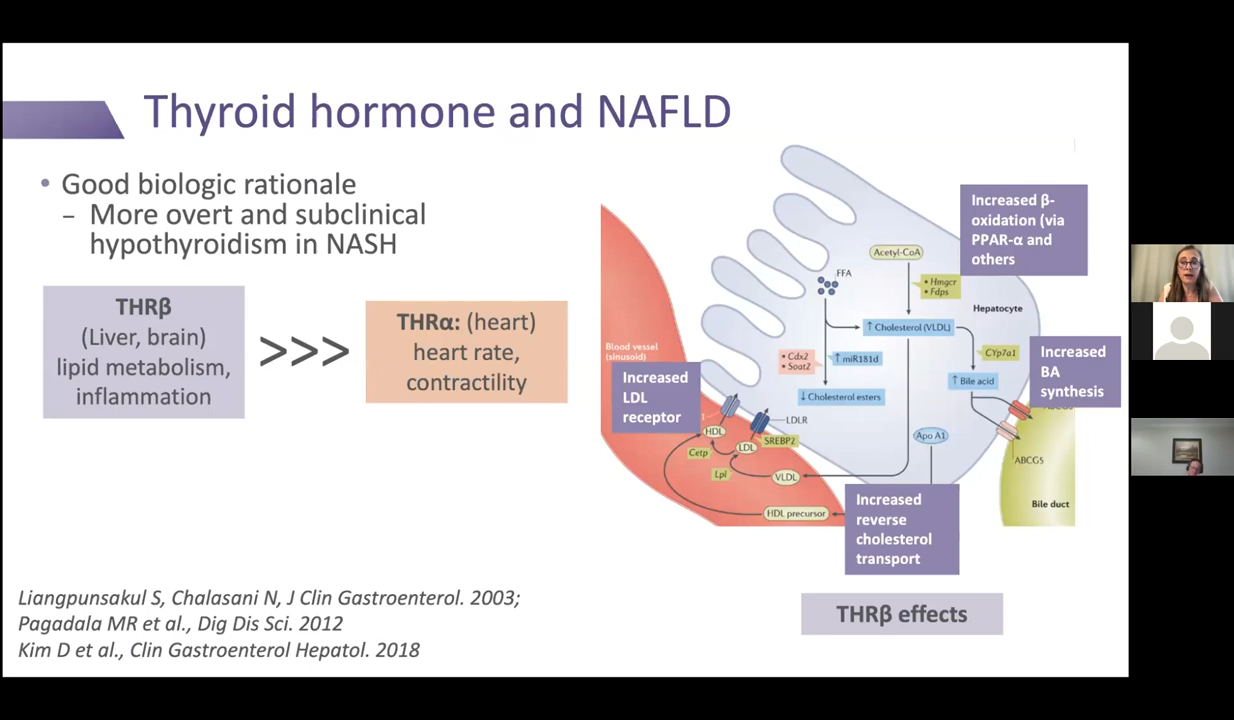 Thyroid hormone and NAFLD
• Good biologic rationale
– More overt and subclinical
hypothyroidism in NASH
THRβ
(Liver, brain)
lipid metabolism,
inflammation
>>>
THRα: (heart)
heart rate,
contractility
Increased β-
oxidation (via
PPAR-α and
others
Acetyl-CoA
FFA
• Hmgcr
• Fdps
Hepatocyte
↑ Cholesterol (VLDL)
Blood vessel
(sinusoid)
• Cdx2
• Soat2
↑ miR181d
CYp7a1
Increased
BA
synthesis
↑ Bile acid
Increased
LDL
receptor
↓ Cholesterol esters
LDLR
HDL
SREBP2
Apo A1
Cetp
LDL
ABCG5
Lpl
VLDL
Increased
reverse
cholesterol
transport
Bile duct
HDL precursor
THRβ effects
Liangpunsakul S, Chalasani N, J Clin Gastroenterol. 2003;
Pagadala MR et al., Dig Dis Sci. 2012
Kim D et al., Clin Gastroenterol Hepatol. 2018